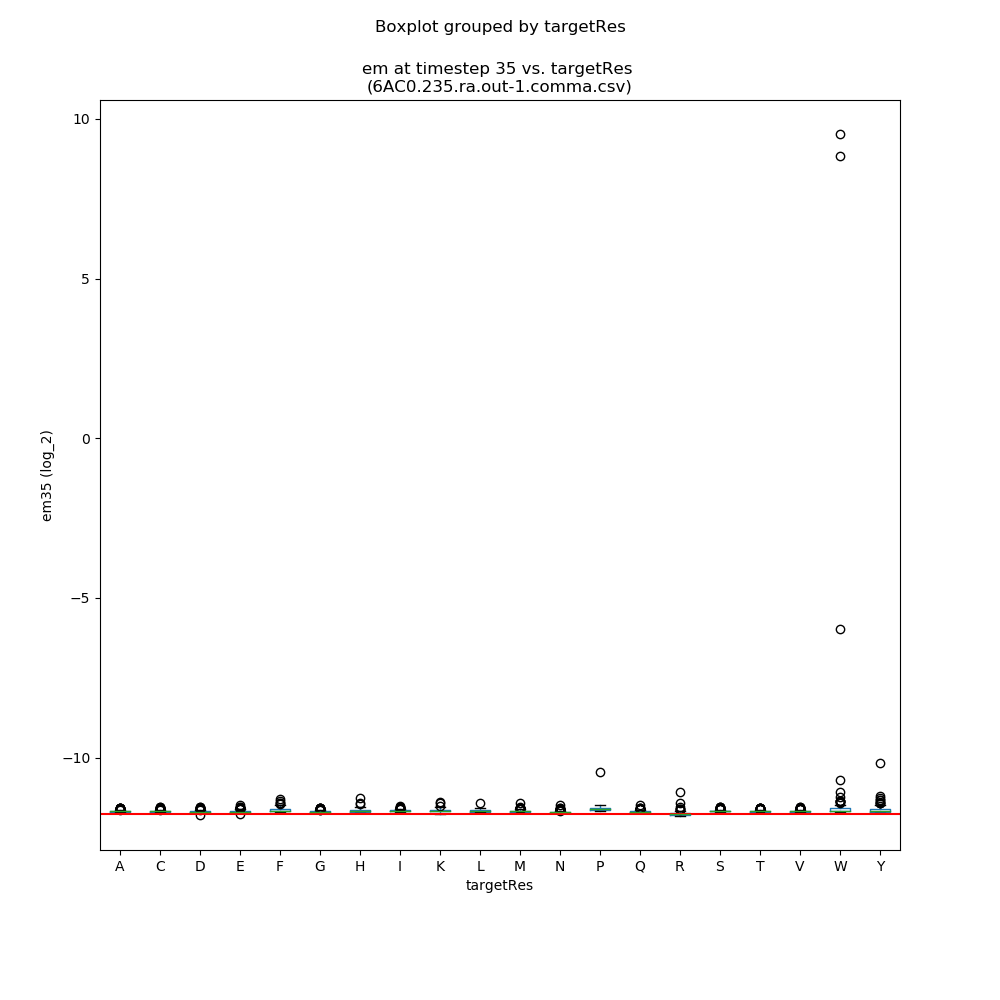 Boxplot grouped by targetRes
em at timestep 35 vs. targetRes
(6AC0.235.ra.out-1.comma.csv)
10
5
0
−5
−10
em35 (log_2)
A C D E F G H I K L M N P Q R S T V W Y
targetRes